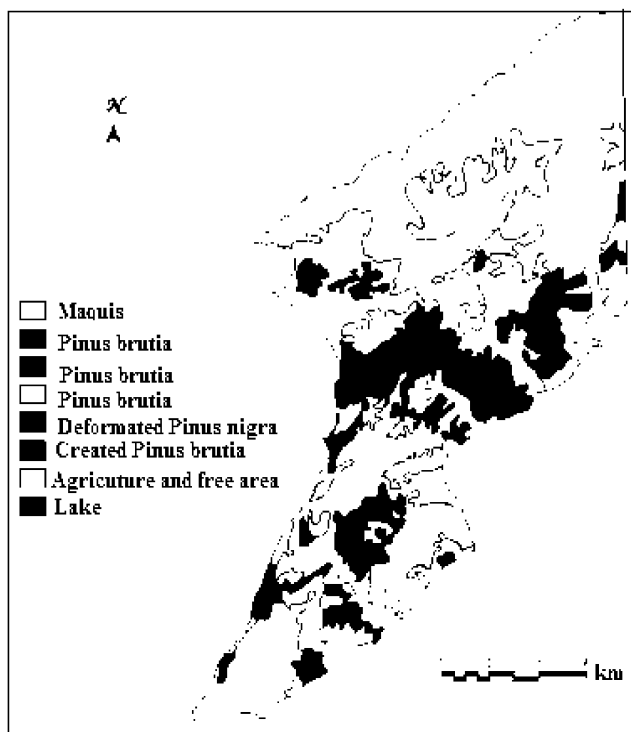 N
Maquis
Pinus brutia
Pinus brutia
Pinus brutia
Deformated Pinus nigra
Created Pinus brutia
Agricuture and free area
Lake
km